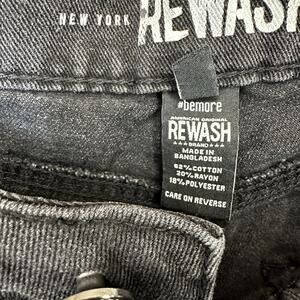 NEW YORK
REWASH
#bemore
AMERICAN ORIGINAL
REWASH
BRAND
MADE IN
BANGLADESH
62% COTTON
20% RAYON
18% POLYESTER
CARE ON REVERSE